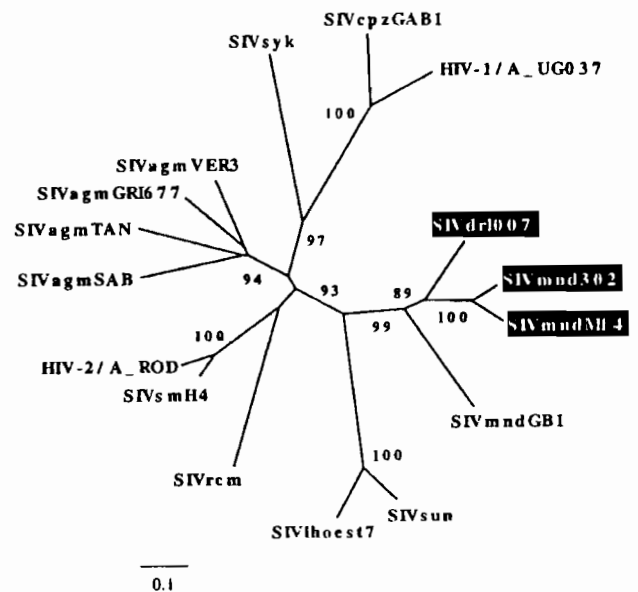 SIVcpzGAB1
SIVsyk
HIV-1/A_UG037
100
SIVagmVER3
SIVagmGRI677
SIVagmTAN
SIVagmSAB
SIVdrl007
97
94
93
89
SIVmnd302
100
99
SIVmndM14
100
HIV-2/A_ROD
SIVsmH4
SIVmndGB1
100
SIVrcm
SIVsun
SIVlhoest7
0.1